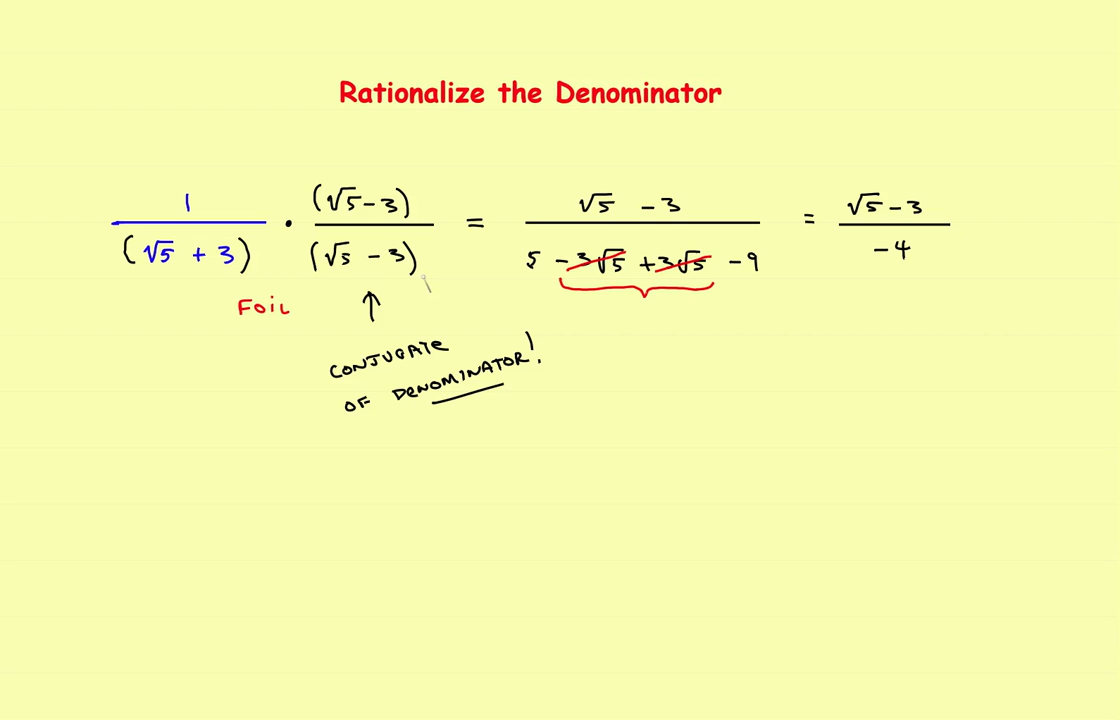 Rationalize the Denominator
1 / (√5 + 3) · (√5 - 3) / (√5 - 3) = √5 - 3 / 5 - 3√5 + 3√5 - 9 = √5 - 3 / -4
FOIL
↑
CONJUGATE
OF DENOMINATOR!